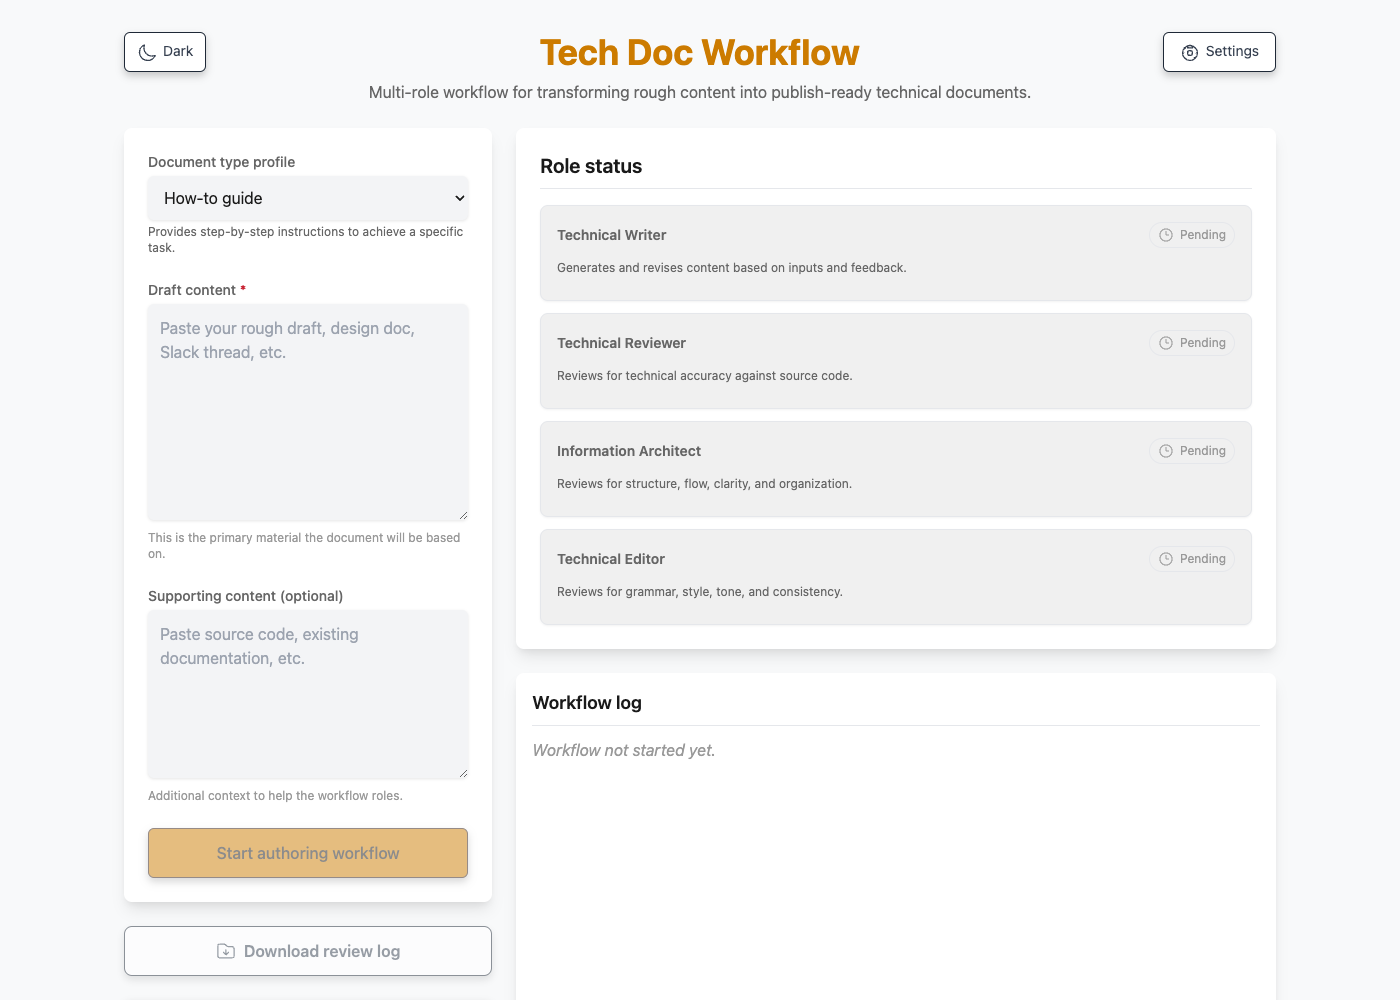 Dark
Tech Doc Workflow
Settings
Multi-role workflow for transforming rough content into publish-ready technical documents.
Document type profile
How-to guide
Provides step-by-step instructions to achieve a specific
task.
Draft content *
Paste your rough draft, design doc,
Slack thread, etc.
This is the primary material the document will be based
on.
Supporting content (optional)
Paste source code, existing
documentation, etc.
Additional context to help the workflow roles.
Start authoring workflow
Download review log
Role status
Technical Writer
Pending
Generates and revises content based on inputs and feedback.
Technical Reviewer
Pending
Reviews for technical accuracy against source code.
Information Architect
Pending
Reviews for structure, flow, clarity, and organization.
Technical Editor
Pending
Reviews for grammar, style, tone, and consistency.
Workflow log
Workflow not started yet.